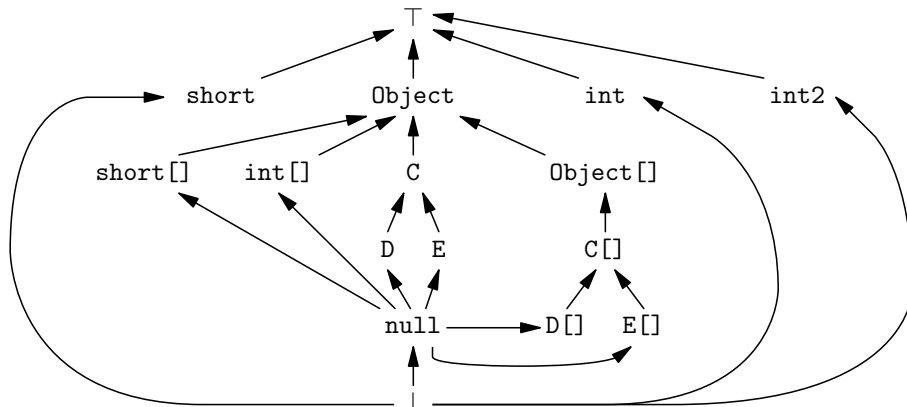 ⊤
short Object int int2
short[] int[] C Object[]
D E C[]
null D[] E[]
⊥